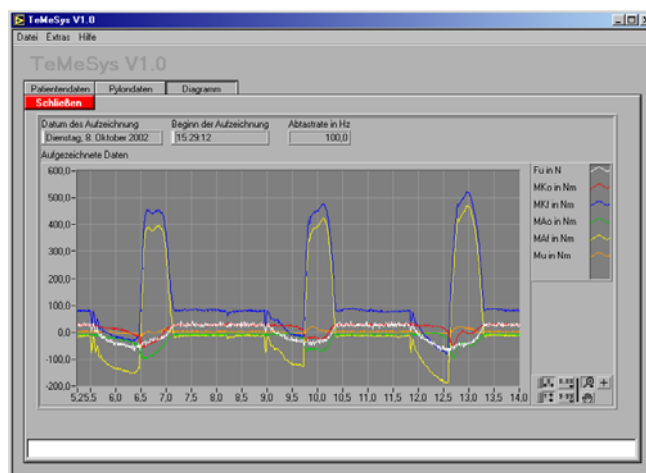 TeMeSys V1.0
Datei Extras Hilfe
TeMeSys V1.0
Patientendaten Pylondaten Diagramm
Schließen
Datum des Aufzeichnung Beginn der Aufzeichnung Abtastrate in Hz
Dienstag, 8. Oktober 2002 15:29:12 100,0
Aufgezeichnete Daten
600,0
500,0
400,0
300,0
200,0
100,0
0,0
-100,0
-200,0
5,25,5 6,0 6,5 7,0 7,5 8,0 8,5 9,0 9,5 10,0 10,5 11,0 11,5 12,0 12,5 13,0 13,5 14,0
Fu in N
MKo in Nm
MKf in Nm
MAo in Nm
MAf in Nm
Mu in Nm